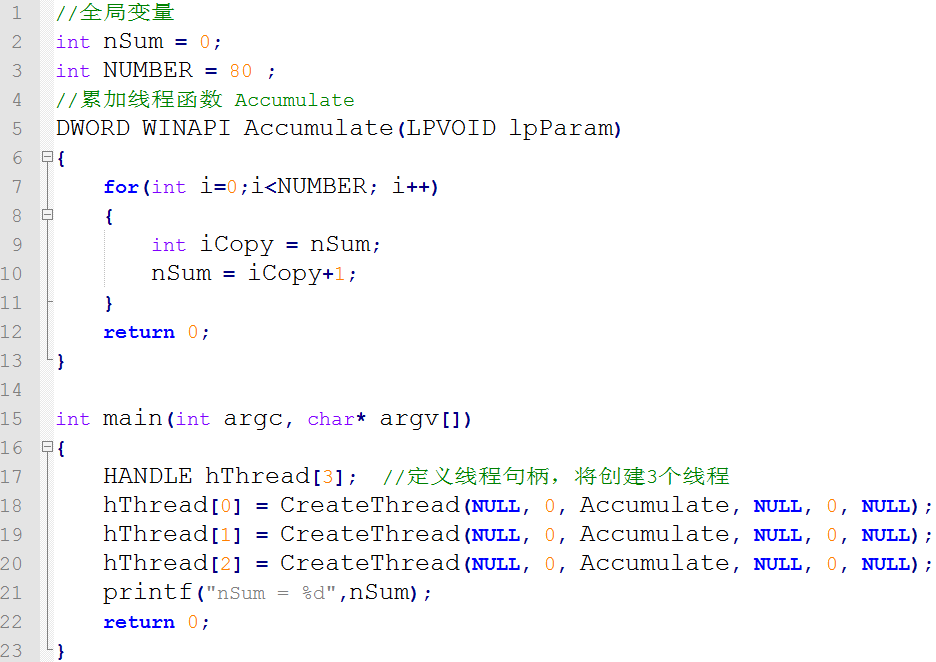 1 //全局变量
2 int nSum = 0;
3 int NUMBER = 80 ;
4 //累加线程函数 Accumulate
5 DWORD WINAPI Accumulate(LPVOID lpParam)
6 {
7     for(int i=0;i<NUMBER; i++)
8     {
9         int iCopy = nSum;
10         nSum = iCopy+1;
11     }
12     return 0;
13 }
14
15 int main(int argc, char* argv[])
16 {
17     HANDLE hThread[3];  //定义线程句柄，将创建3个线程
18     hThread[0] = CreateThread(NULL, 0, Accumulate, NULL, 0, NULL);
19     hThread[1] = CreateThread(NULL, 0, Accumulate, NULL, 0, NULL);
20     hThread[2] = CreateThread(NULL, 0, Accumulate, NULL, 0, NULL);
21     printf("nSum = %d",nSum);
22     return 0;
23 }